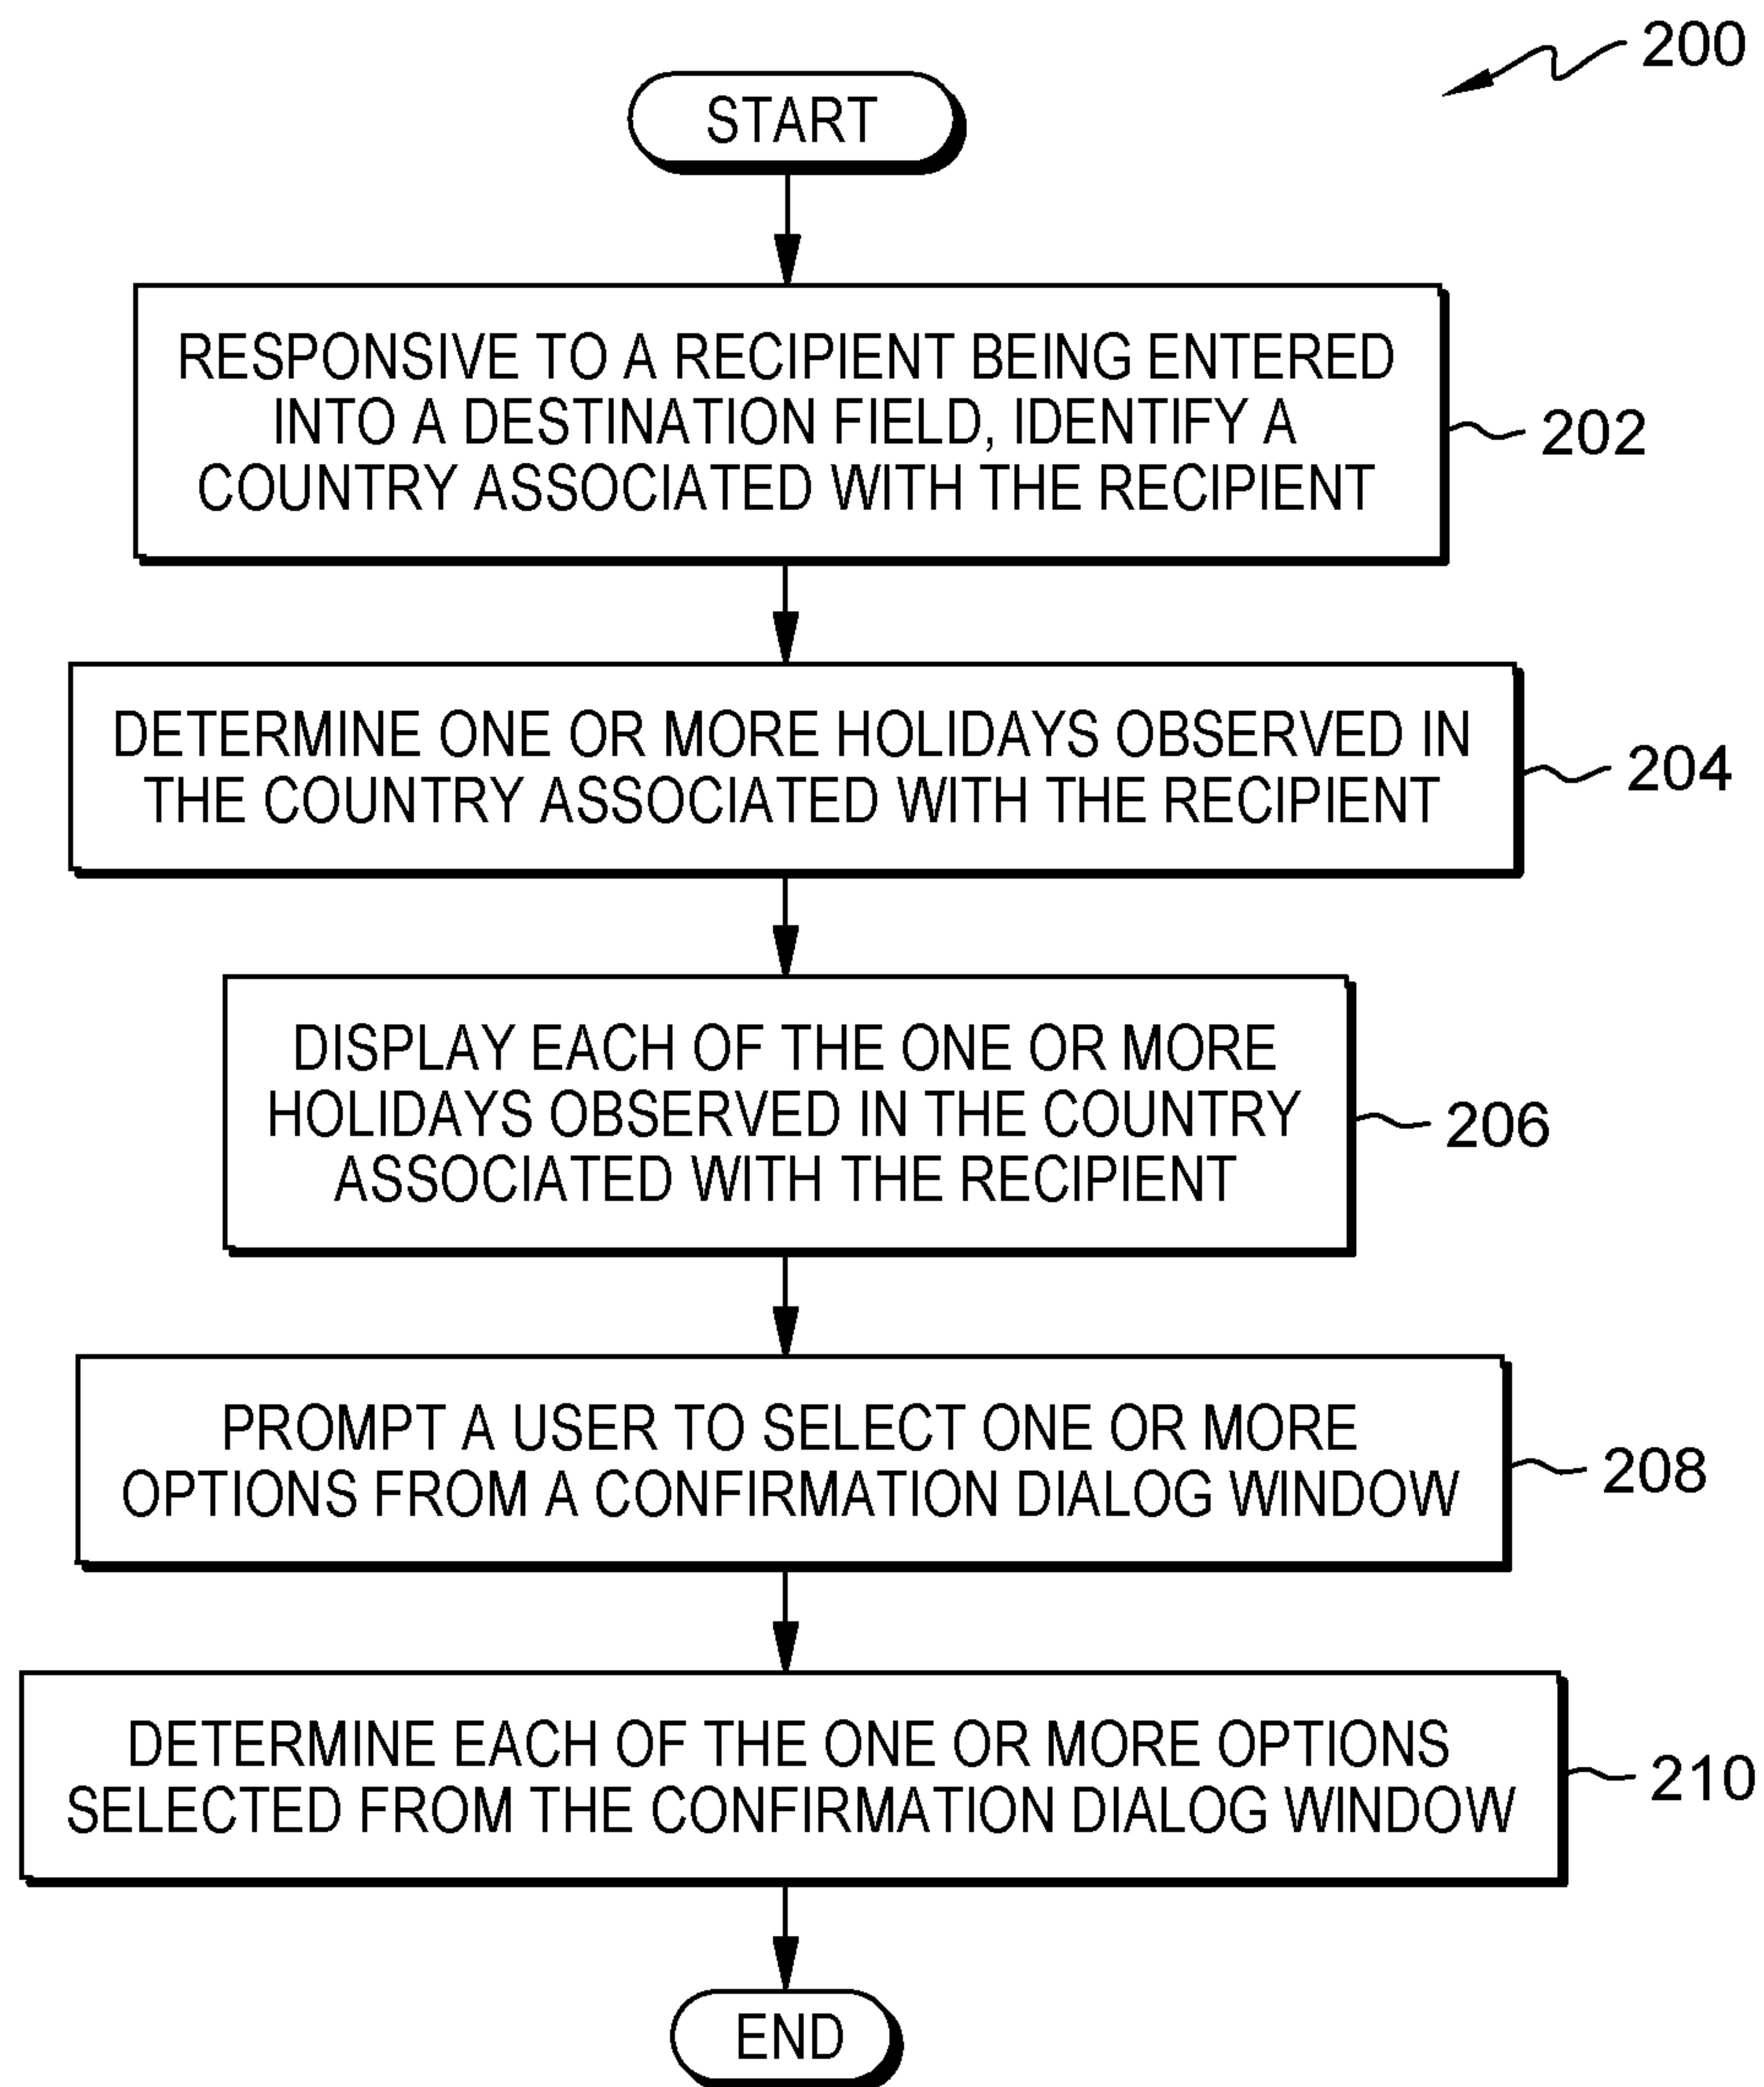 200
START
RESPONSIVE TO A RECIPIENT BEING ENTERED
INTO A DESTINATION FIELD, IDENTIFY A
COUNTRY ASSOCIATED WITH THE RECIPIENT
202
DETERMINE ONE OR MORE HOLIDAYS OBSERVED IN
THE COUNTRY ASSOCIATED WITH THE RECIPIENT
204
DISPLAY EACH OF THE ONE OR MORE
HOLIDAYS OBSERVED IN THE COUNTRY
ASSOCIATED WITH THE RECIPIENT
206
PROMPT A USER TO SELECT ONE OR MORE
OPTIONS FROM A CONFIRMATION DIALOG WINDOW
208
DETERMINE EACH OF THE ONE OR MORE OPTIONS
SELECTED FROM THE CONFIRMATION DIALOG WINDOW
210
END